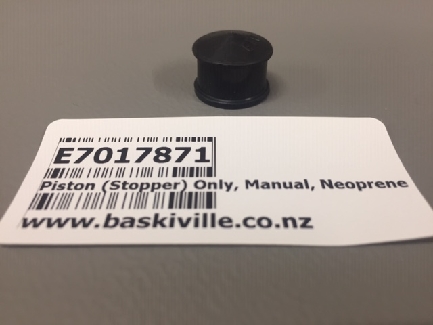 E7017871
Piston (Stopper) Only, Manual, Neoprene
www.baskiville.co.nz